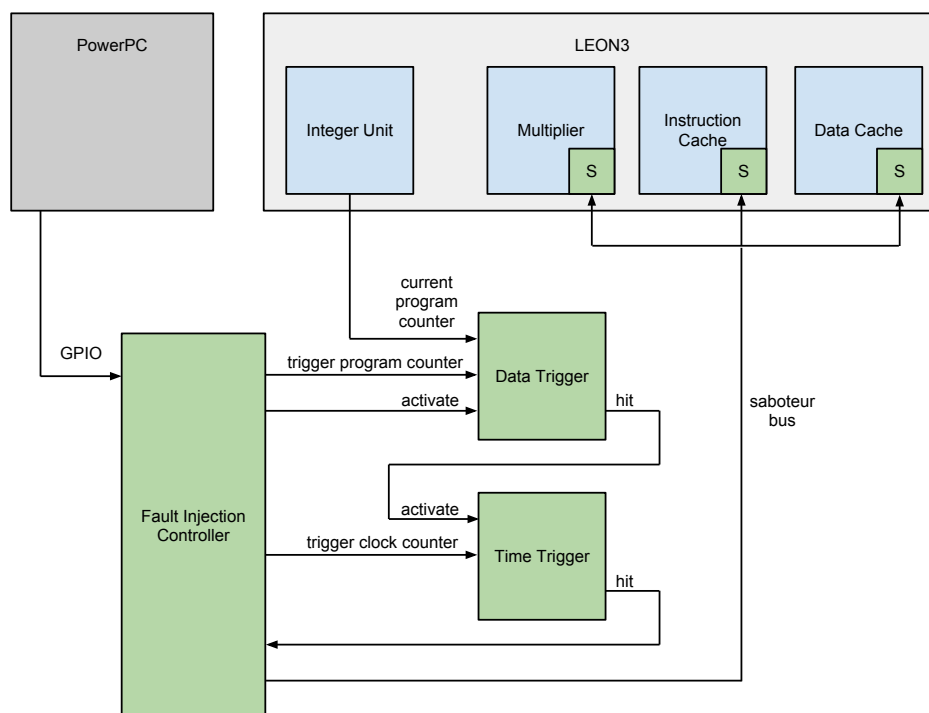 PowerPC
LEON3
Integer Unit
Multiplier
Instruction
Cache
Data Cache
S
S
S
current
program
counter
GPIO
trigger program counter
Data Trigger
activate
hit
saboteur
bus
activate
Fault Injection
Controller
trigger clock counter
Time Trigger
hit